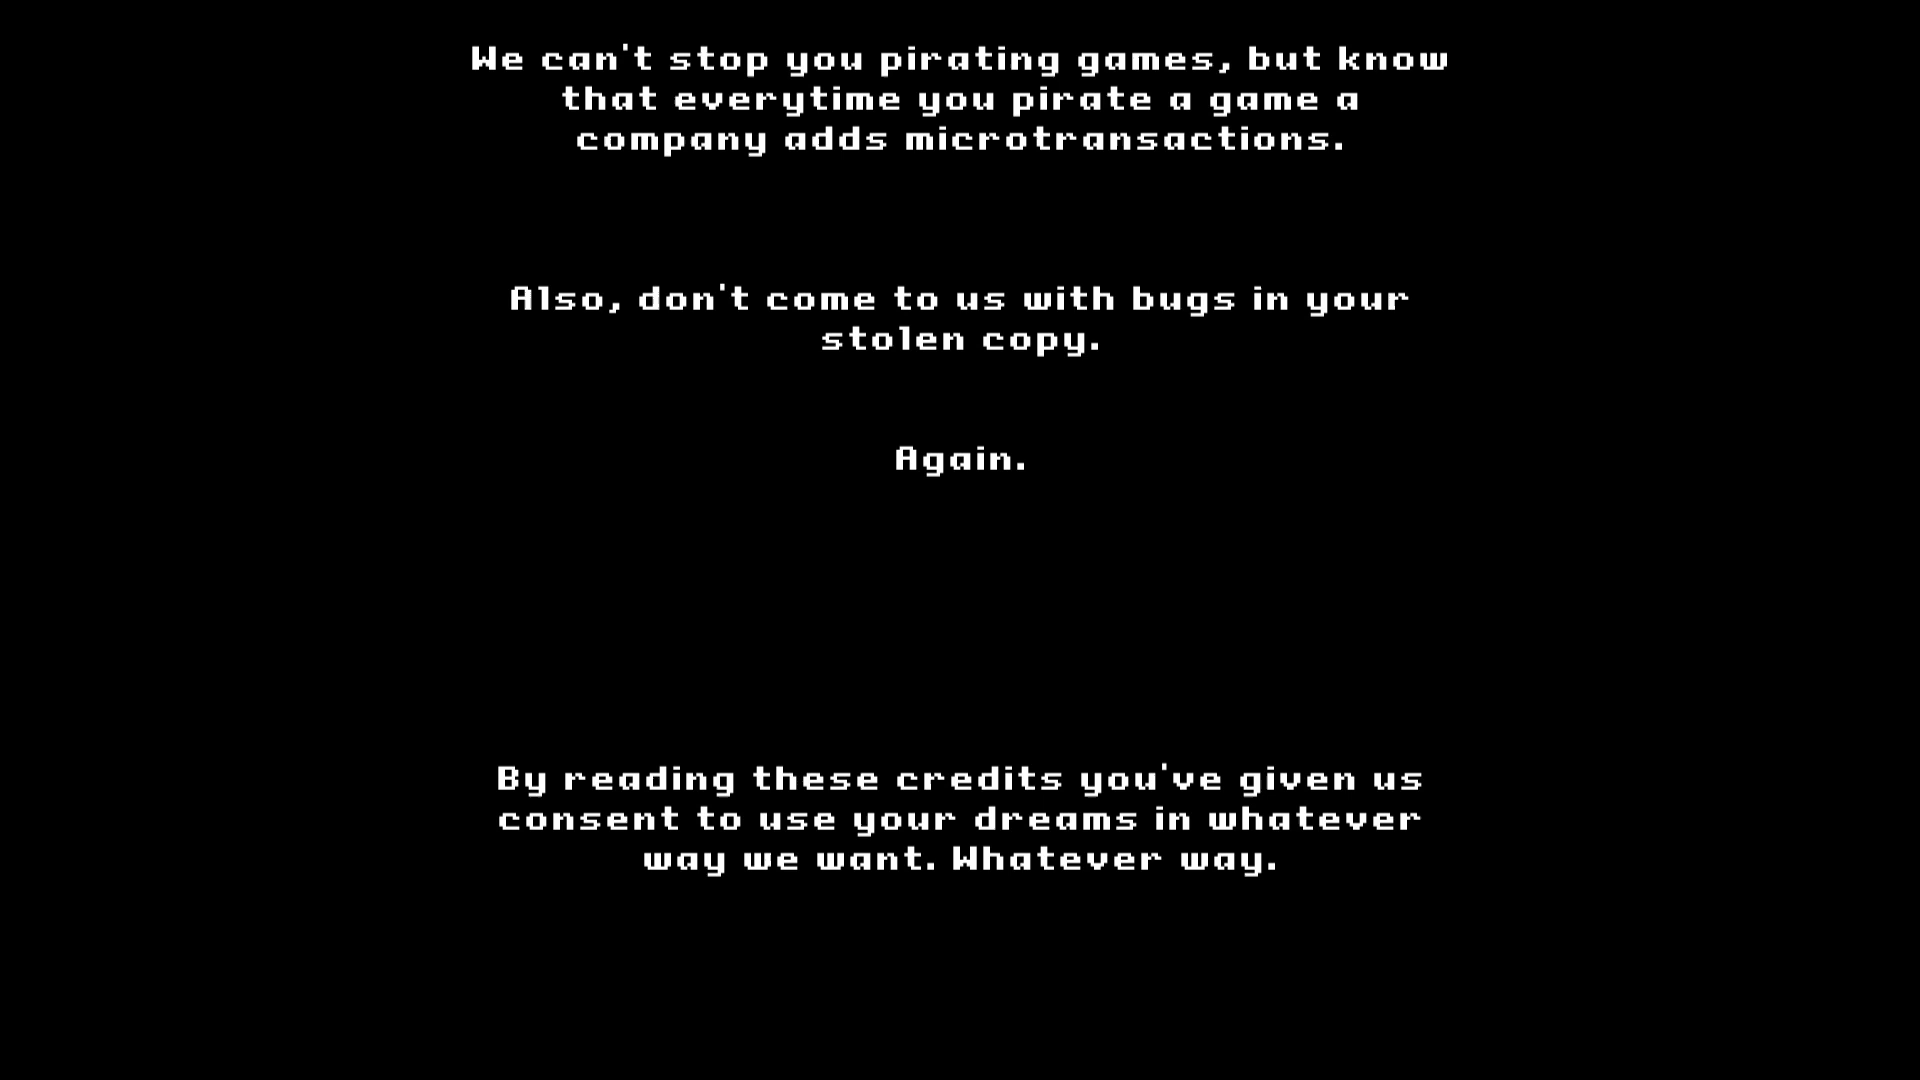 We can't stop you pirating games, but know
that everytime you pirate a game a
company adds microtransactions.
Also, don't come to us with bugs in your
stolen copy.
Again.
By reading these credits you've given us
consent to use your dreams in whatever
way we want. Whatever way.